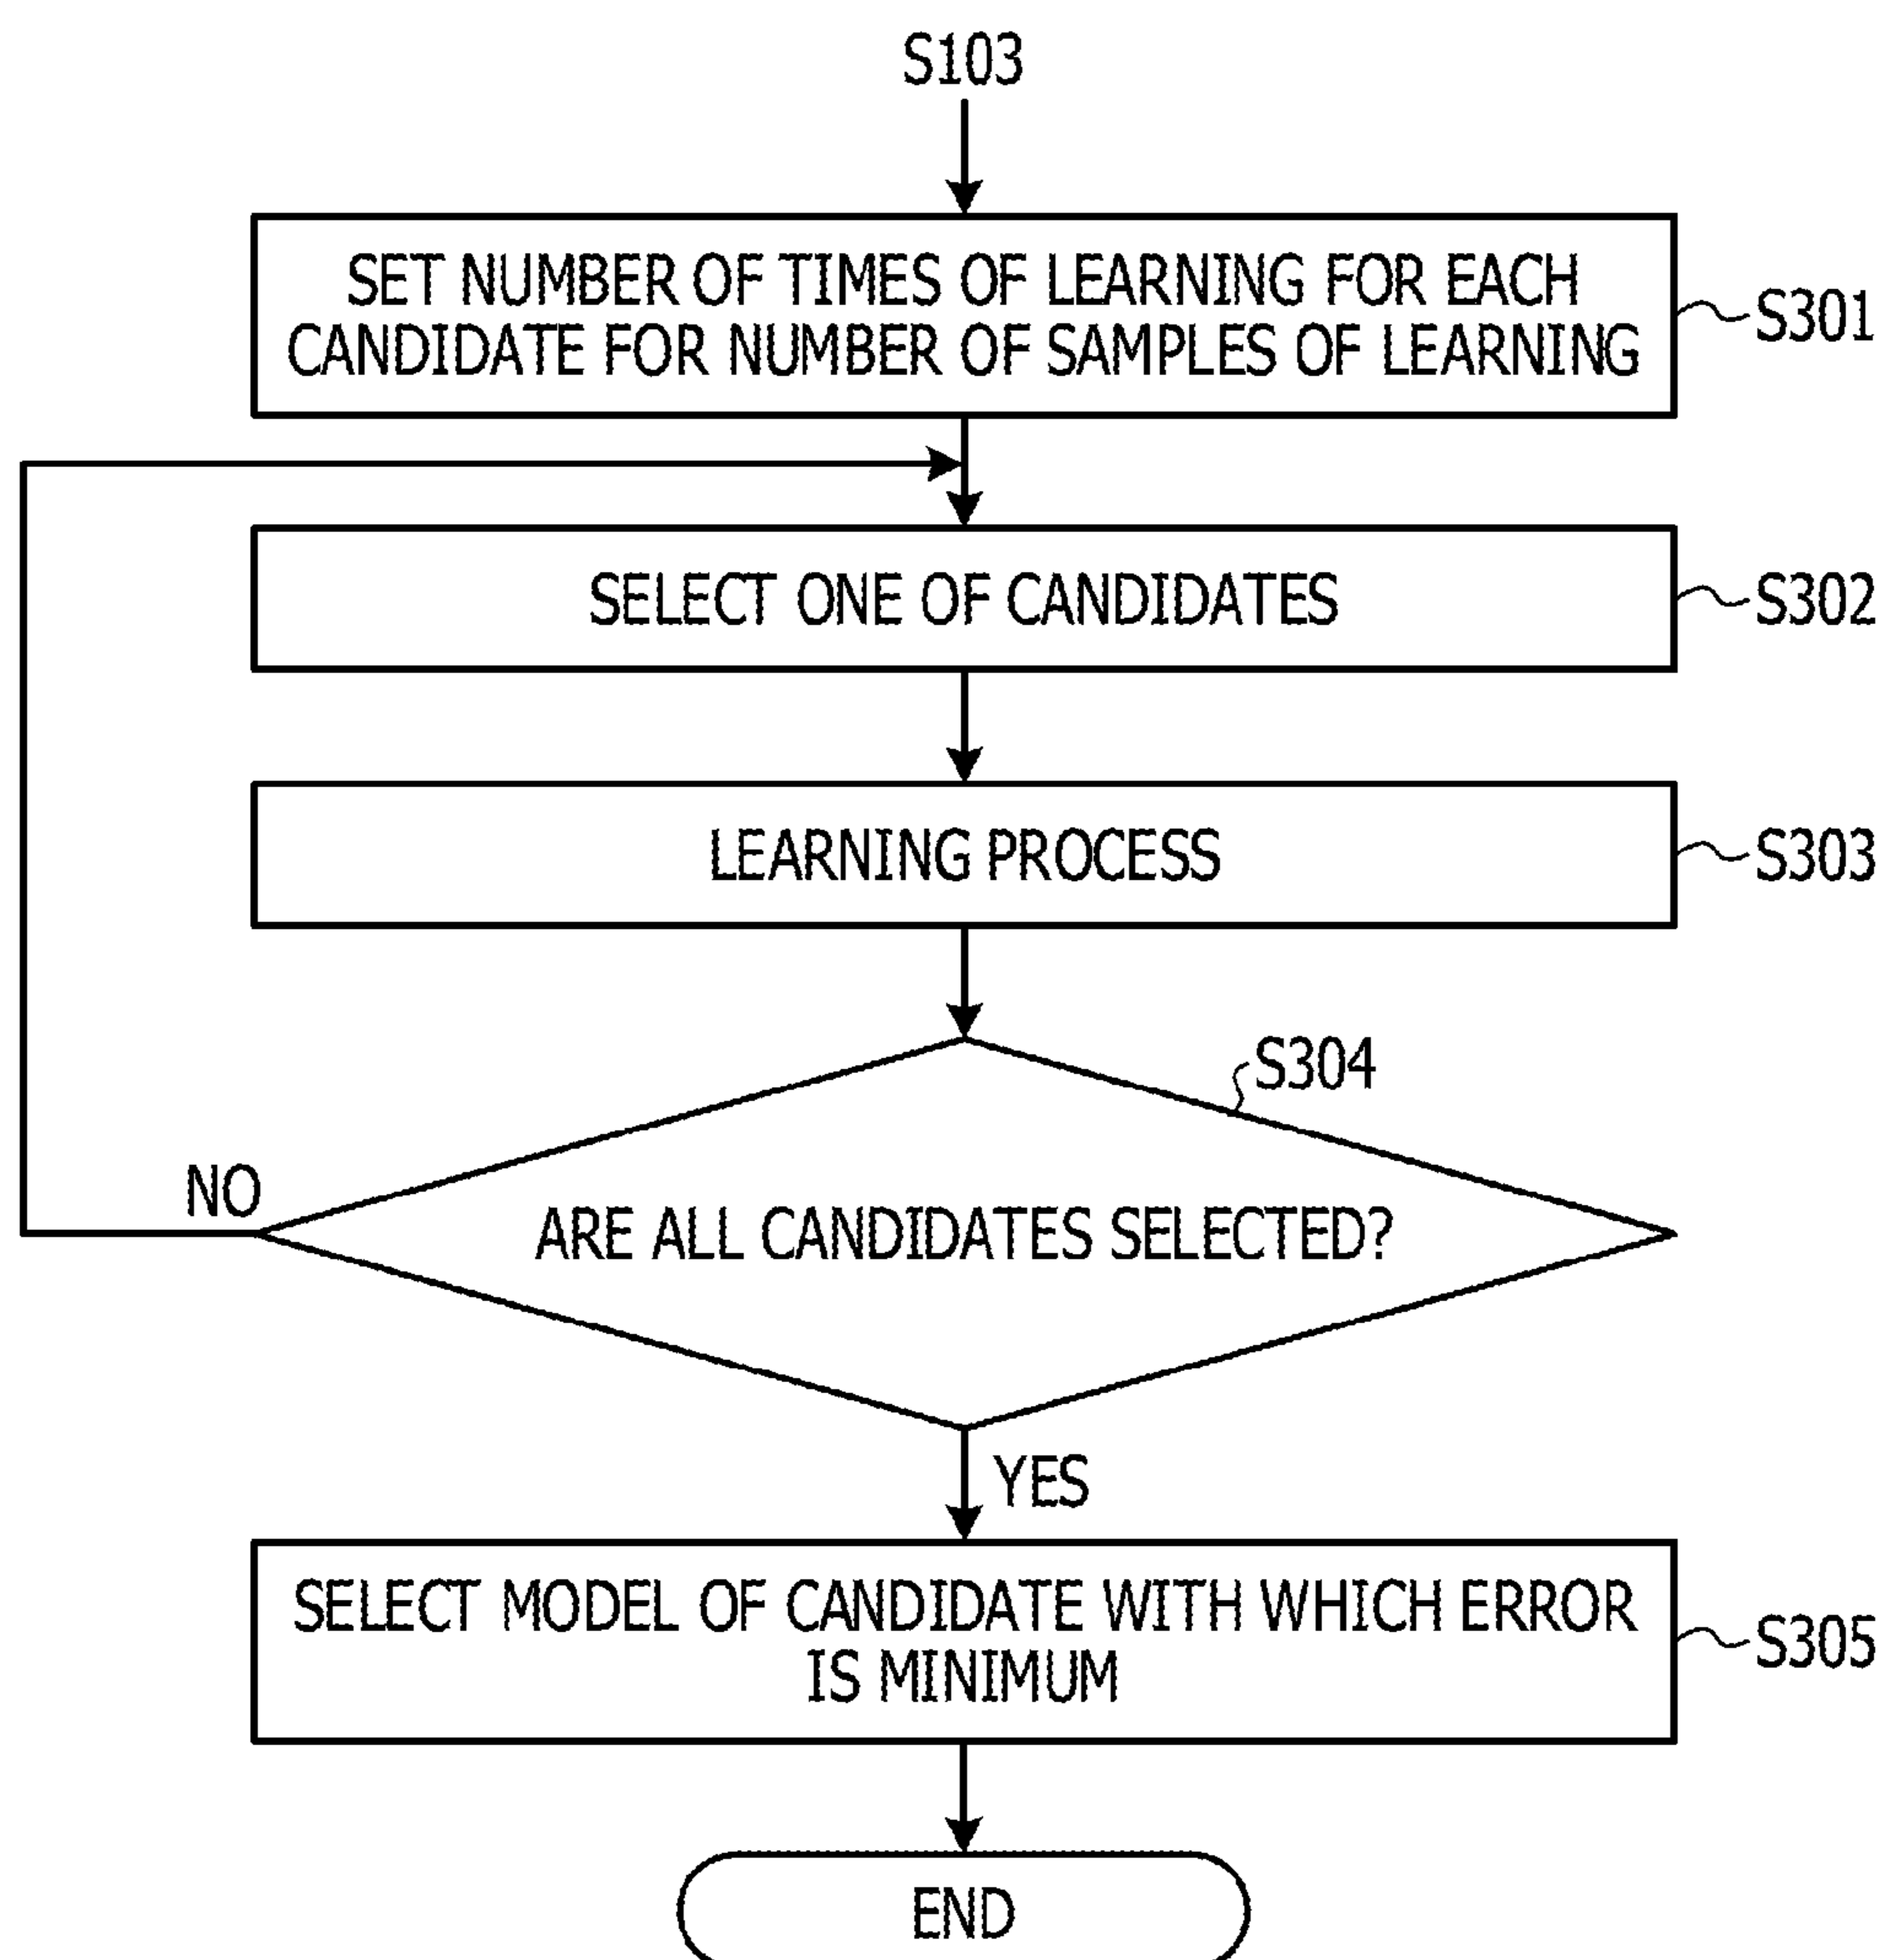 S103
SET NUMBER OF TIMES OF LEARNING FOR EACH
CANDIDATE FOR NUMBER OF SAMPLES OF LEARNING
S301
SELECT ONE OF CANDIDATES
S302
LEARNING PROCESS
S303
S304
ARE ALL CANDIDATES SELECTED?
NO
YES
SELECT MODEL OF CANDIDATE WITH WHICH ERROR
IS MINIMUM
S305
END